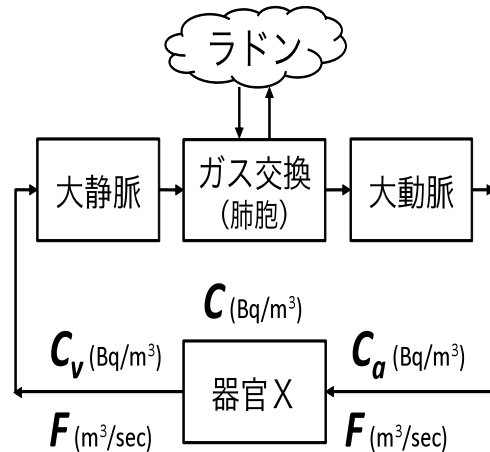 ラドン
大静脈
ガス交換
(肺胞)
大動脈
C (Bq/m³)
Cᵥ (Bq/m³)
Cₐ (Bq/m³)
器官X
F (m³/sec)
F (m³/sec)